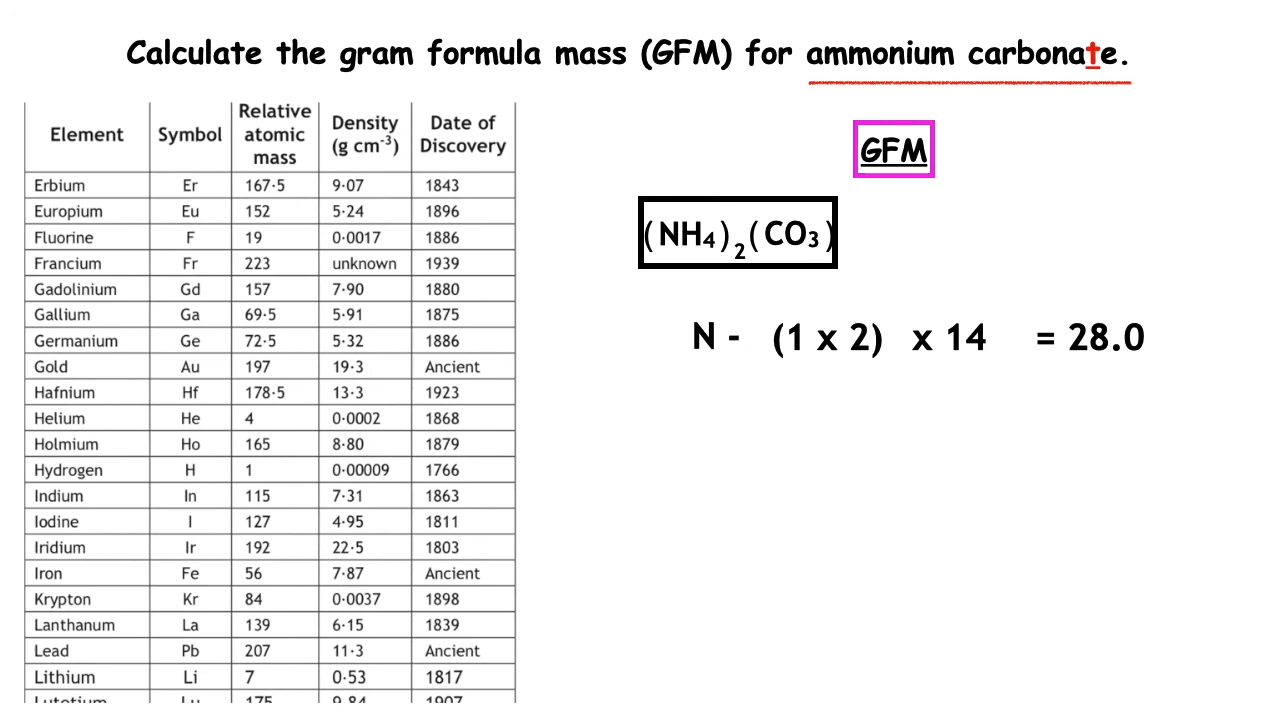 Calculate the gram formula mass (GFM) for ammonium carbonate.
Element Symbol Relative atomic mass Density (g cm⁻³) Date of Discovery
GFM
Erbium Er 167·5 9·07 1843
Europium Eu 152 5·24 1896
(NH₄)₂(CO₃)
Fluorine F 19 0·0017 1886
Francium Fr 223 unknown 1939
Gadolinium Gd 157 7·90 1880
Gallium Ga 69·5 5·91 1875
Germanium Ge 72·5 5·32 1886
N - (1 x 2) x 14 = 28.0
Gold Au 197 19·3 Ancient
Hafnium Hf 178·5 13·3 1923
Helium He 4 0·0002 1868
Holmium Ho 165 8·80 1879
Hydrogen H 1 0·00009 1766
Indium In 115 7·31 1863
Iodine I 127 4·95 1811
Iridium Ir 192 22·5 1803
Iron Fe 56 7·87 Ancient
Krypton Kr 84 0·0037 1898
Lanthanum La 139 6·15 1839
Lead Pb 207 11·3 Ancient
Lithium Li 7 0·53 1817
Lutetium Lu 175 9·84 1907